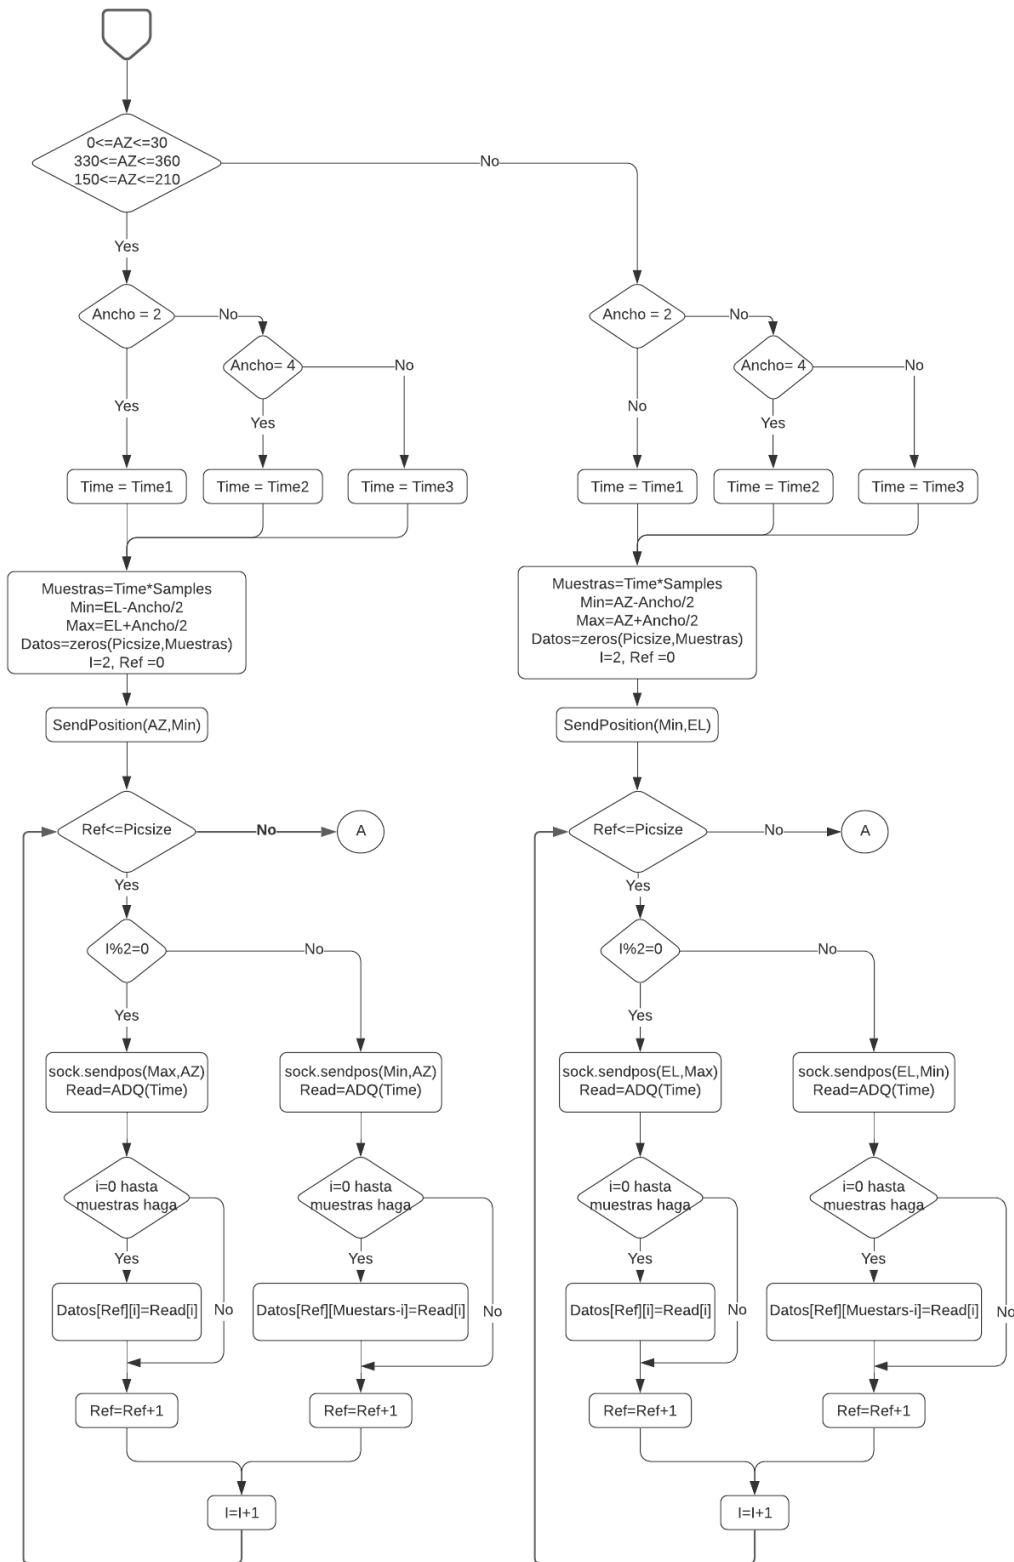 0<=AZ<=30
330<=AZ<=360
150<=AZ<=210
No
Yes
Ancho = 2
No
Ancho= 4
No
Yes
Yes
Time = Time1
Time = Time2
Time = Time3
Muestras=Time*Samples
Min=EL-Ancho/2
Max=EL+Ancho/2
Datos=zeros(Picsize,Muestras)
I=2, Ref =0
SendPosition(AZ,Min)
Ref<=Picsize
No
A
Yes
I%2=0
No
Yes
sock.sendpos(Max,AZ)
Read=ADQ(Time)
sock.sendpos(Min,AZ)
Read=ADQ(Time)
i=0 hasta
muestras haga
i=0 hasta
muestras haga
Yes
Yes
Datos[Ref][i]=Read[i]
No
Datos[Ref][Muestars-i]=Read[i]
No
Ref=Ref+1
Ref=Ref+1
I=I+1
Ancho = 2
No
Ancho= 4
No
No
Yes
Time = Time1
Time = Time2
Time = Time3
Muestras=Time*Samples
Min=AZ-Ancho/2
Max=AZ+Ancho/2
Datos=zeros(Picsize,Muestras)
I=2, Ref =0
SendPosition(Min,EL)
Ref<=Picsize
No
A
Yes
I%2=0
No
Yes
sock.sendpos(EL,Max)
Read=ADQ(Time)
sock.sendpos(EL,Min)
Read=ADQ(Time)
i=0 hasta
muestras haga
i=0 hasta
muestras haga
Yes
Yes
Datos[Ref][i]=Read[i]
No
Datos[Ref][Muestars-i]=Read[i]
No
Ref=Ref+1
Ref=Ref+1
I=I+1